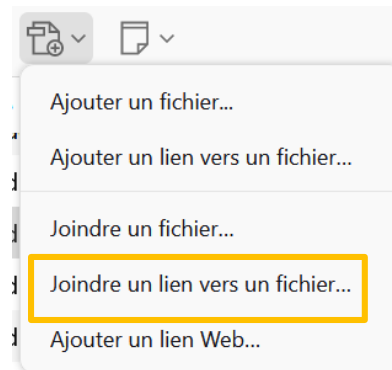 Ajouter un fichier...
Ajouter un lien vers un fichier...
Joindre un fichier...
Joindre un lien vers un fichier...
Ajouter un lien Web...